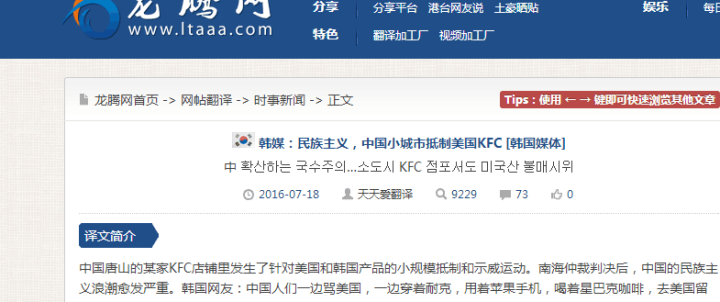 龙腾网
www.ltaaa.com
分享 分享平台 港台网友说 土豪晒贴 娱乐
特色 翻译加工厂 视频加工厂
龙腾网首页 -> 网帖翻译 -> 时事新闻 -> 正文
Tips：使用 ← → 键即可快速浏览其他文章
韩媒：民族主义，中国小城市抵制美国KFC [韩国媒体]
中 확산하는 국수주의...소도시 KFC 점포서도 미국산 봉매시위
2016-07-18 天天爱翻译 9229 73 0
译文简介
中国唐山的某家KFC店铺里发生了针对美国和韩国产品的小规模抵制和示威运动。南海仲裁判决后，中国的民族主
义浪潮愈发严重。韩国网友：中国人们一边骂美国，一边穿着耐克，用着苹果手机，喝着星巴克咖啡，去美国留